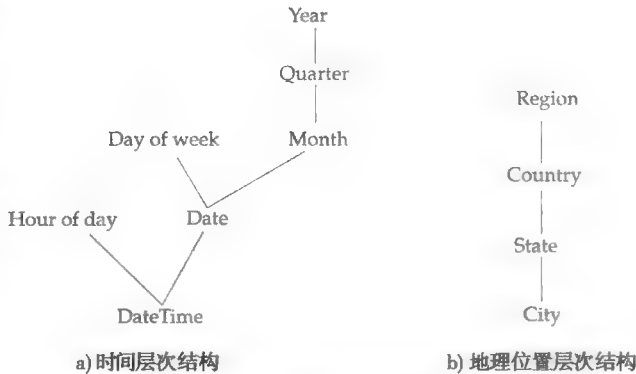 Year
Quarter
Day of week
Month
Hour of day
Date
DateTime
a) 时间层次结构
Region
Country
State
City
b) 地理位置层次结构